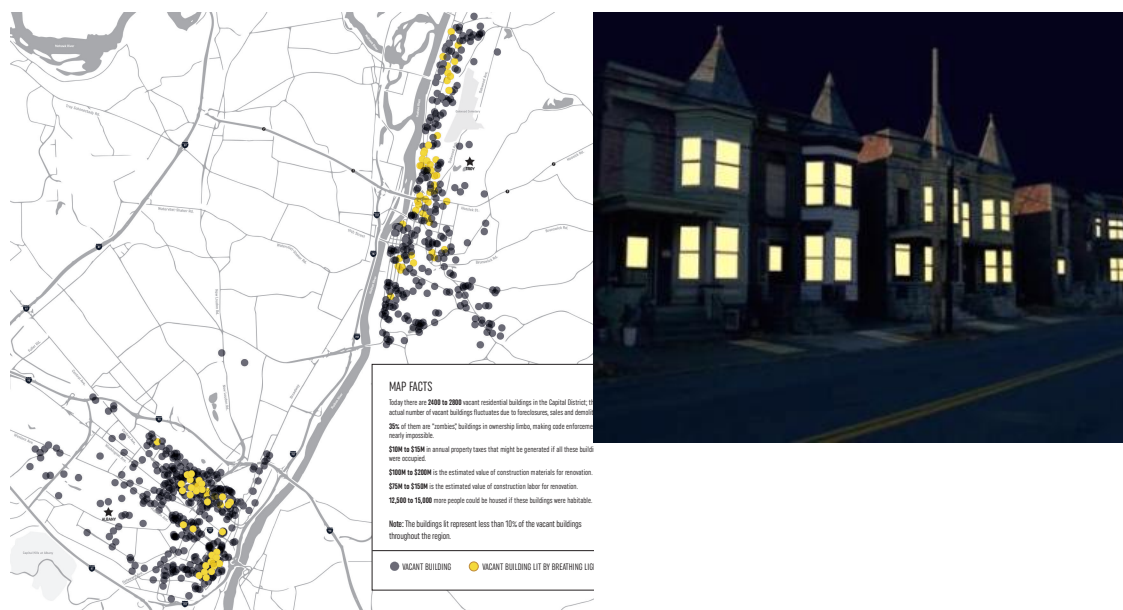 TROY
ALBANY
MAP FACTS
Today there are 2400 to 2800 vacant residential buildings in the Capital District; th
actual number of vacant buildings fluctuates due to foreclosures, sales and demolit
35% of them are "zombies," buildings in ownership limbo, making code enforceme
nearly impossible.
$10M to $15M in annual property taxes that might be generated if all these buildi
were occupied.
$100M to $200M is the estimated value of construction materials for renovation.
$75M to $150M is the estimated value of construction labor for renovation.
12,500 to 15,000 more people could be housed if these buildings were habitable.
Note: The buildings lit represent less than 10% of the vacant buildings
throughout the region.
VACANT BUILDING
VACANT BUILDING LIT BY BREATHING LIG